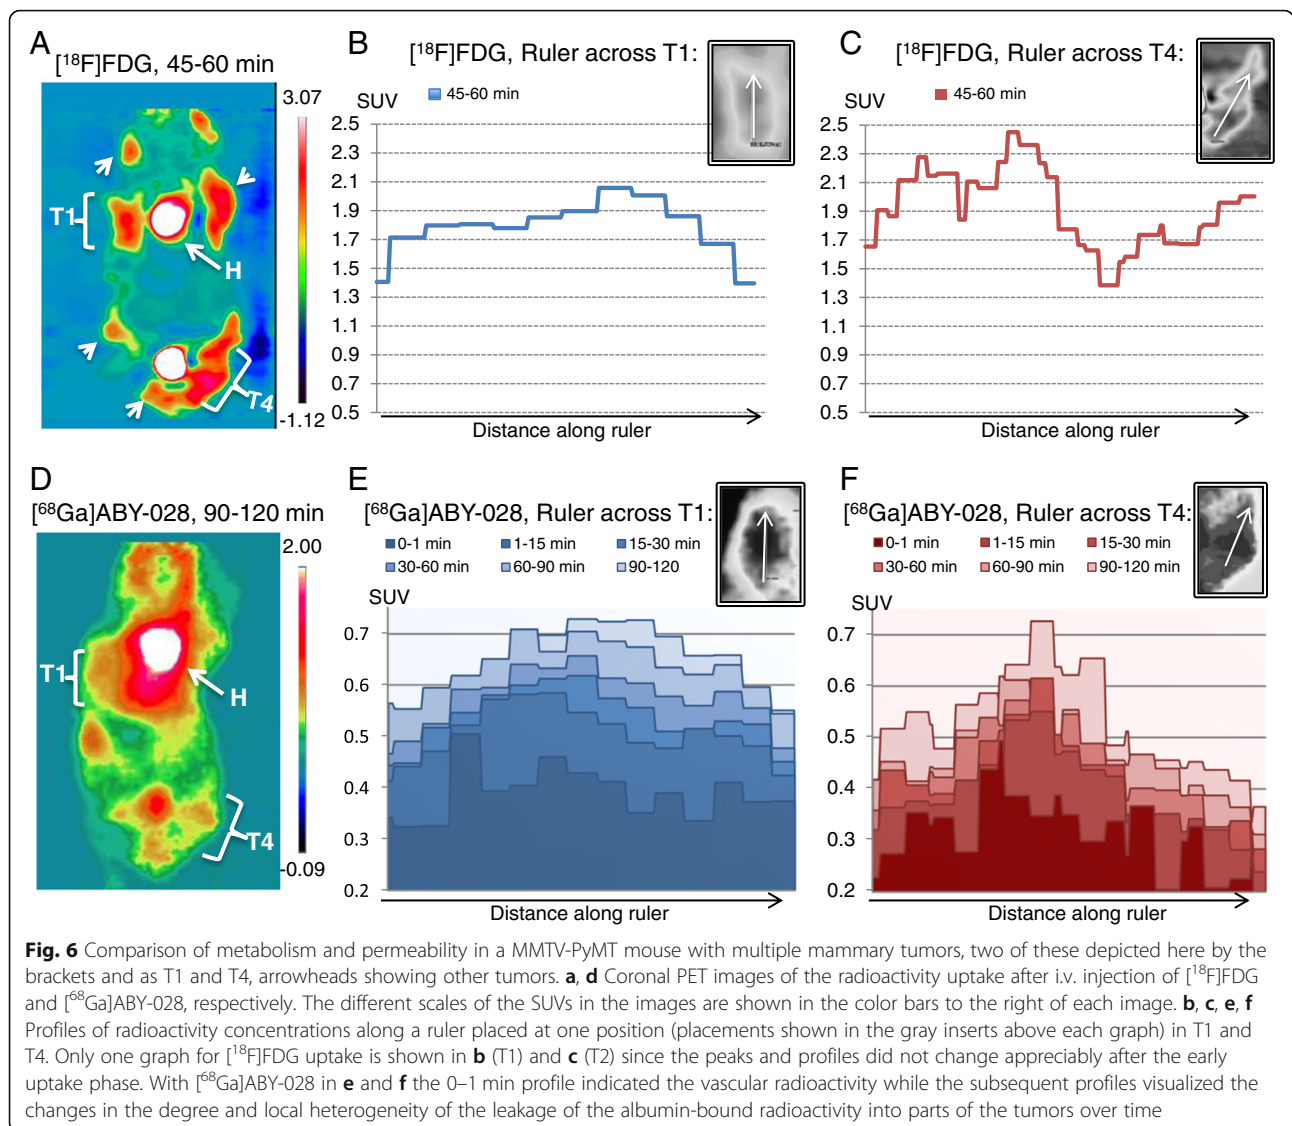 A
[¹⁸F]FDG, 45-60 min
3.07
T1
H
T4
-1.12
B
[¹⁸F]FDG, Ruler across T1:
SUV
45-60 min
2.5
2.3
2.1
1.9
1.7
1.5
1.3
1.1
0.9
0.7
0.5
Distance along ruler
C
[¹⁸F]FDG, Ruler across T4:
SUV
45-60 min
2.5
2.3
2.1
1.9
1.7
1.5
1.3
1.1
0.9
0.7
0.5
Distance along ruler
D
[⁶⁸Ga]ABY-028, 90-120 min
2.00
T1
H
T4
-0.09
E
[⁶⁸Ga]ABY-028, Ruler across T1:
0-1 min 1-15 min 15-30 min
30-60 min 60-90 min 90-120
SUV
0.7
0.6
0.5
0.4
0.3
0.2
Distance along ruler
F
[⁶⁸Ga]ABY-028, Ruler across T4:
0-1 min 1-15 min 15-30 min
30-60 min 60-90 min 90-120 min
SUV
0.7
0.6
0.5
0.4
0.3
0.2
Distance along ruler
Fig. 6 Comparison of metabolism and permeability in a MMTV-PyMT mouse with multiple mammary tumors, two of these depicted here by the
brackets and as T1 and T4, arrowheads showing other tumors. a, d Coronal PET images of the radioactivity uptake after i.v. injection of [¹⁸F]FDG
and [⁶⁸Ga]ABY-028, respectively. The different scales of the SUVs in the images are shown in the color bars to the right of each image. b, c, e, f
Profiles of radioactivity concentrations along a ruler placed at one position (placements shown in the gray inserts above each graph) in T1 and
T4. Only one graph for [¹⁸F]FDG uptake is shown in b (T1) and c (T2) since the peaks and profiles did not change appreciably after the early
uptake phase. With [⁶⁸Ga]ABY-028 in e and f the 0–1 min profile indicated the vascular radioactivity while the subsequent profiles visualized the
changes in the degree and local heterogeneity of the leakage of the albumin-bound radioactivity into parts of the tumors over time